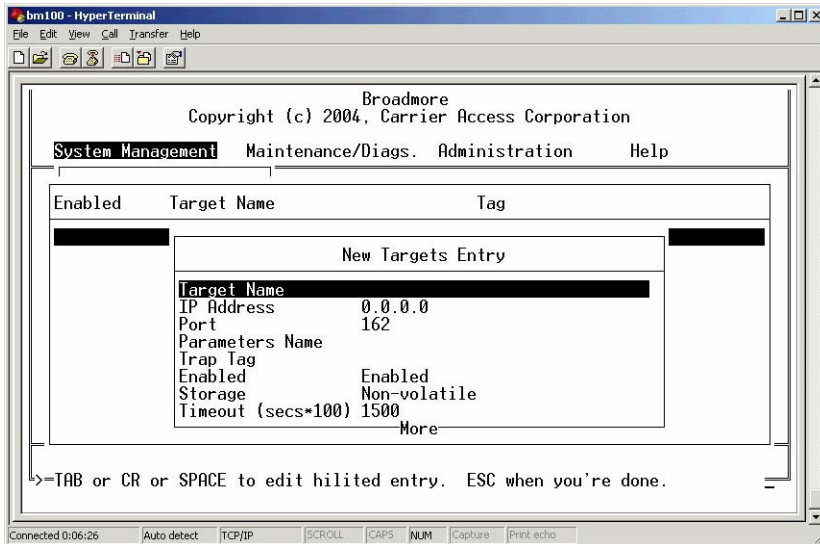 bm100 - HyperTerminal
File Edit View Call Transfer Help
Broadmore
Copyright (c) 2004, Carrier Access Corporation
System Management Maintenance/Diags. Administration Help
Enabled Target Name Tag
New Targets Entry
Target Name
IP Address 0.0.0.0
Port 162
Parameters Name
Trap Tag
Enabled Enabled
Storage Non-volatile
Timeout (secs*100) 1500
More
>=TAB or CR or SPACE to edit hilited entry. ESC when you're done. _
Connected 0:06:26 Auto detect TCP/IP SCROLL CAPS NUM Capture Print echo